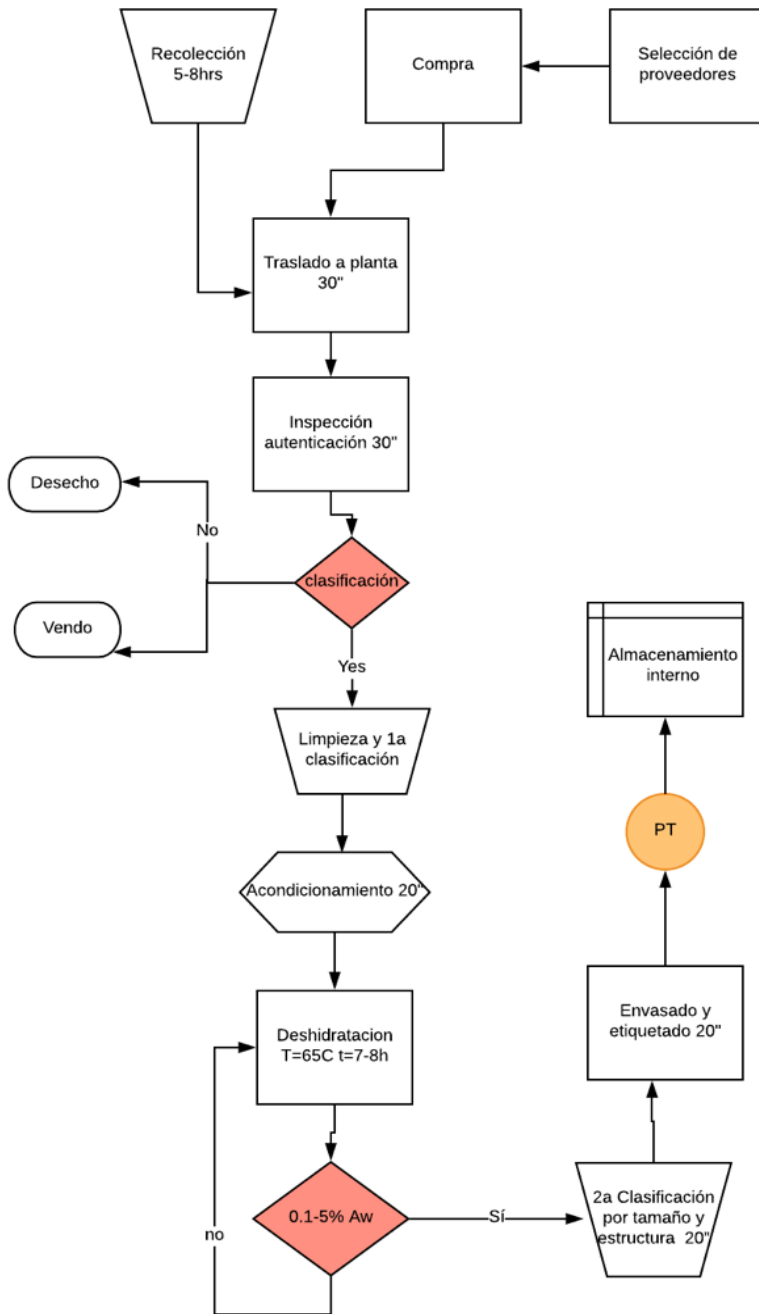 Recolección
5-8hrs
Compra
Selección de
proveedores
Traslado a planta
30"
Inspección
autenticación 30"
Desecho
No
clasificación
Vendo
Yes
Limpieza y 1a
clasificación
Acondicionamiento 20"
Deshidratacion
T=65C t=7-8h
no
0.1-5% Aw
Sí
2a Clasificación
por tamaño y
estructura 20"
Envasado y
etiquetado 20"
PT
Almacenamiento
interno